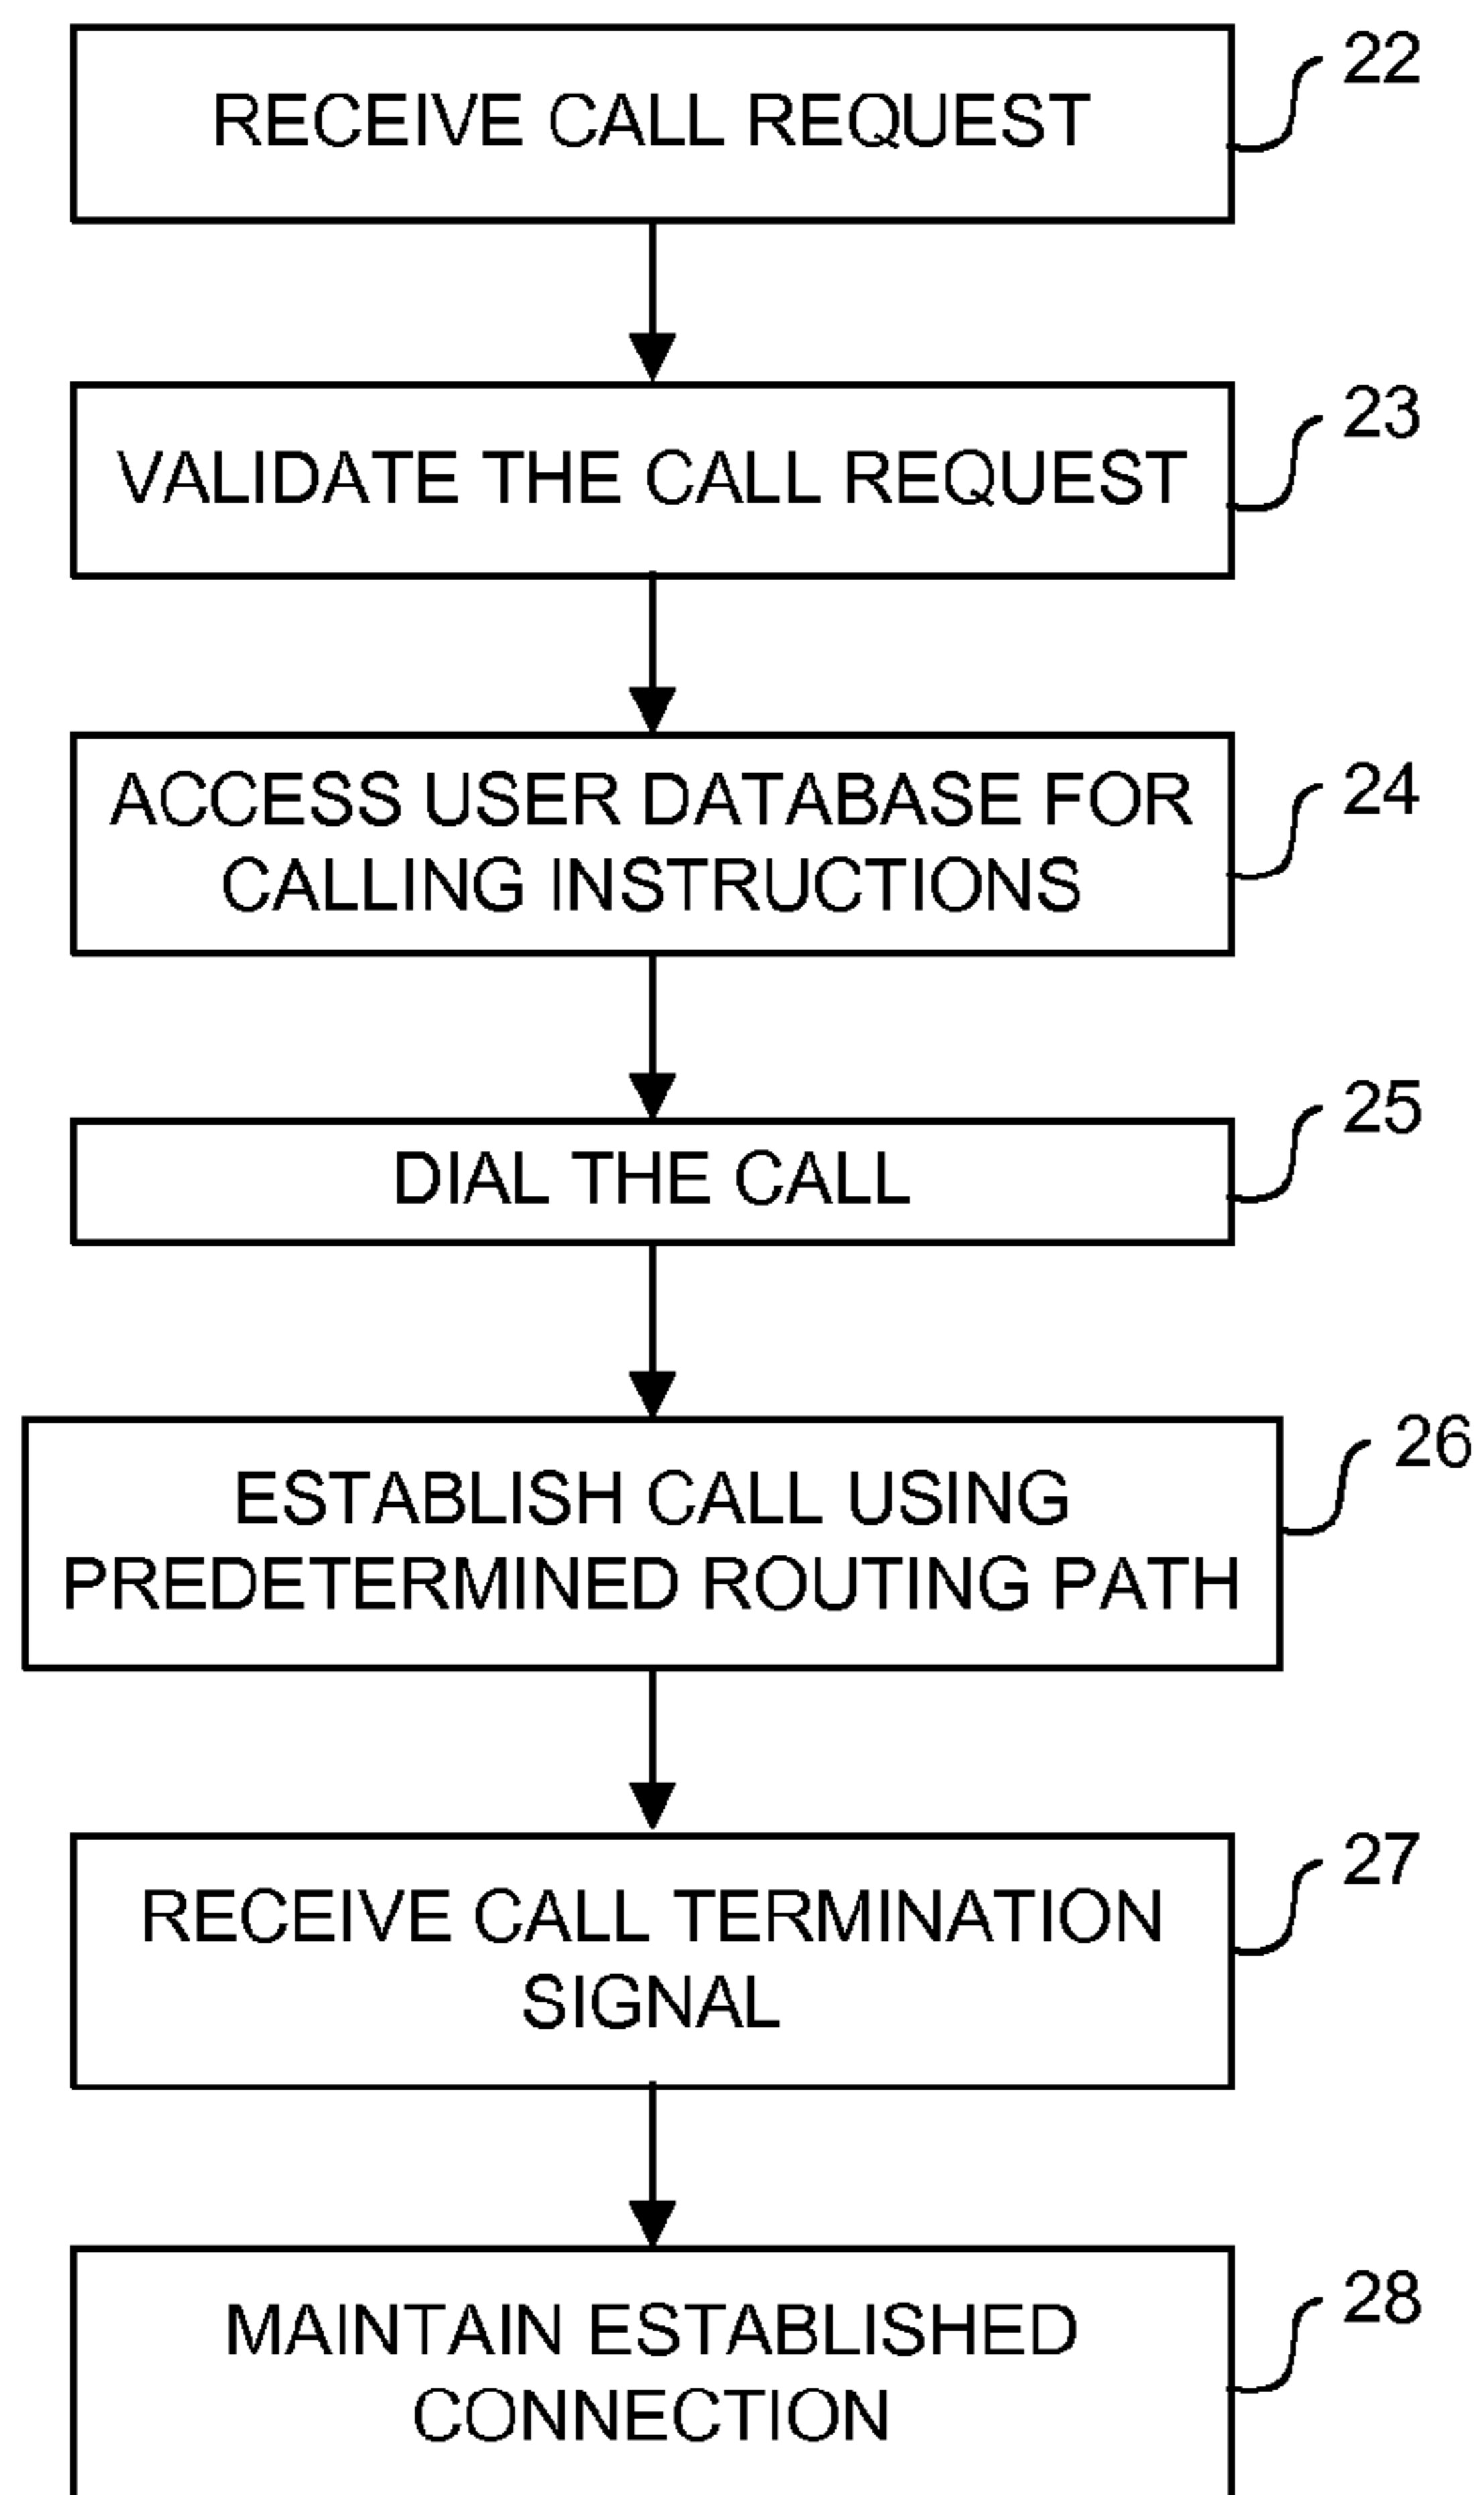 RECEIVE CALL REQUEST
22
VALIDATE THE CALL REQUEST
23
ACCESS USER DATABASE FOR
CALLING INSTRUCTIONS
24
DIAL THE CALL
25
ESTABLISH CALL USING
PREDETERMINED ROUTING PATH
26
RECEIVE CALL TERMINATION
SIGNAL
27
MAINTAIN ESTABLISHED
CONNECTION
28